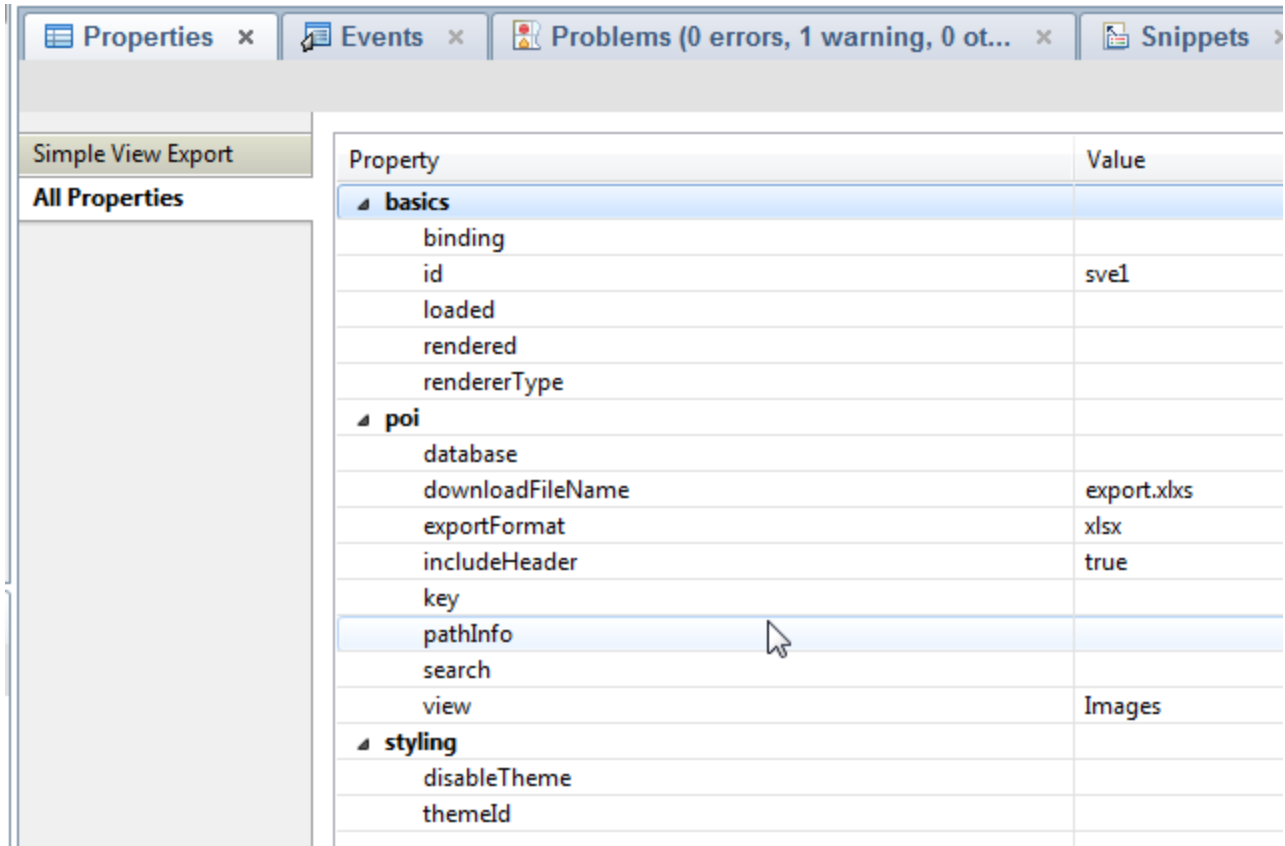 Properties Events Problems (0 errors, 1 warning, 0 ot... Snippets
Simple View Export
All Properties
Property Value
basics
binding
id sve1
loaded
rendered
rendererType
poi
database
downloadFileName export.xlxs
exportFormat xlsx
includeHeader true
key
pathInfo
search
view Images
styling
disableTheme
themeId